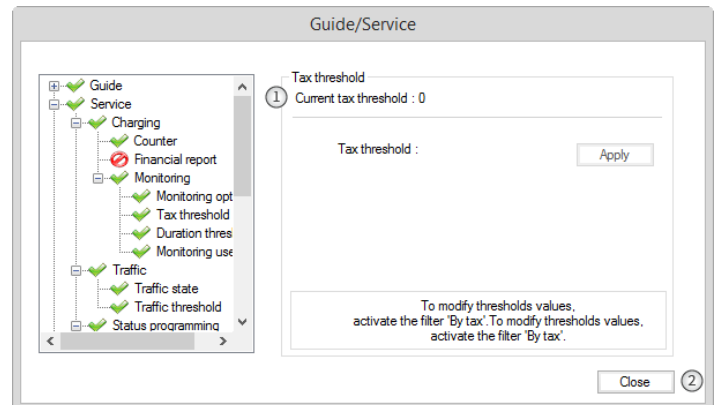 Guide/Service
Guide
Service
Charging
Counter
Financial report
Monitoring
Monitoring opt
Tax threshold
Duration thres
Monitoring use
Traffic
Traffic state
Traffic threshold
Status programming
Tax threshold
1 Current tax threshold : 0
Tax threshold :
Apply
To modify thresholds values,
activate the filter 'By tax'.To modify thresholds values,
activate the filter 'By tax'.
Close 2